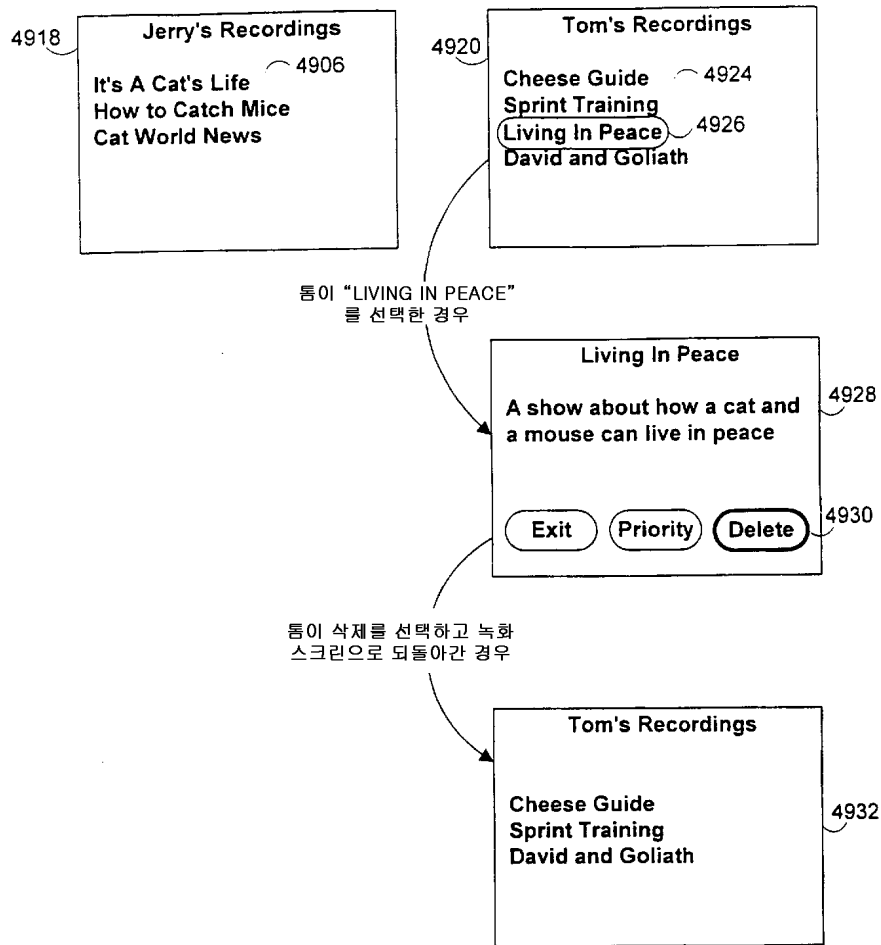 4918
Jerry's Recordings
4906
It's A Cat's Life
How to Catch Mice
Cat World News
4920
Tom's Recordings
Cheese Guide
4924
Sprint Training
Living In Peace
4926
David and Goliath
톰이 “LIVING IN PEACE”
를 선택한 경우
Living In Peace
4928
A show about how a cat and
a mouse can live in peace
4930
Exit
Priority
Delete
톰이 삭제를 선택하고 녹화
스크린으로 되돌아간 경우
Tom's Recordings
Cheese Guide
4932
Sprint Training
David and Goliath